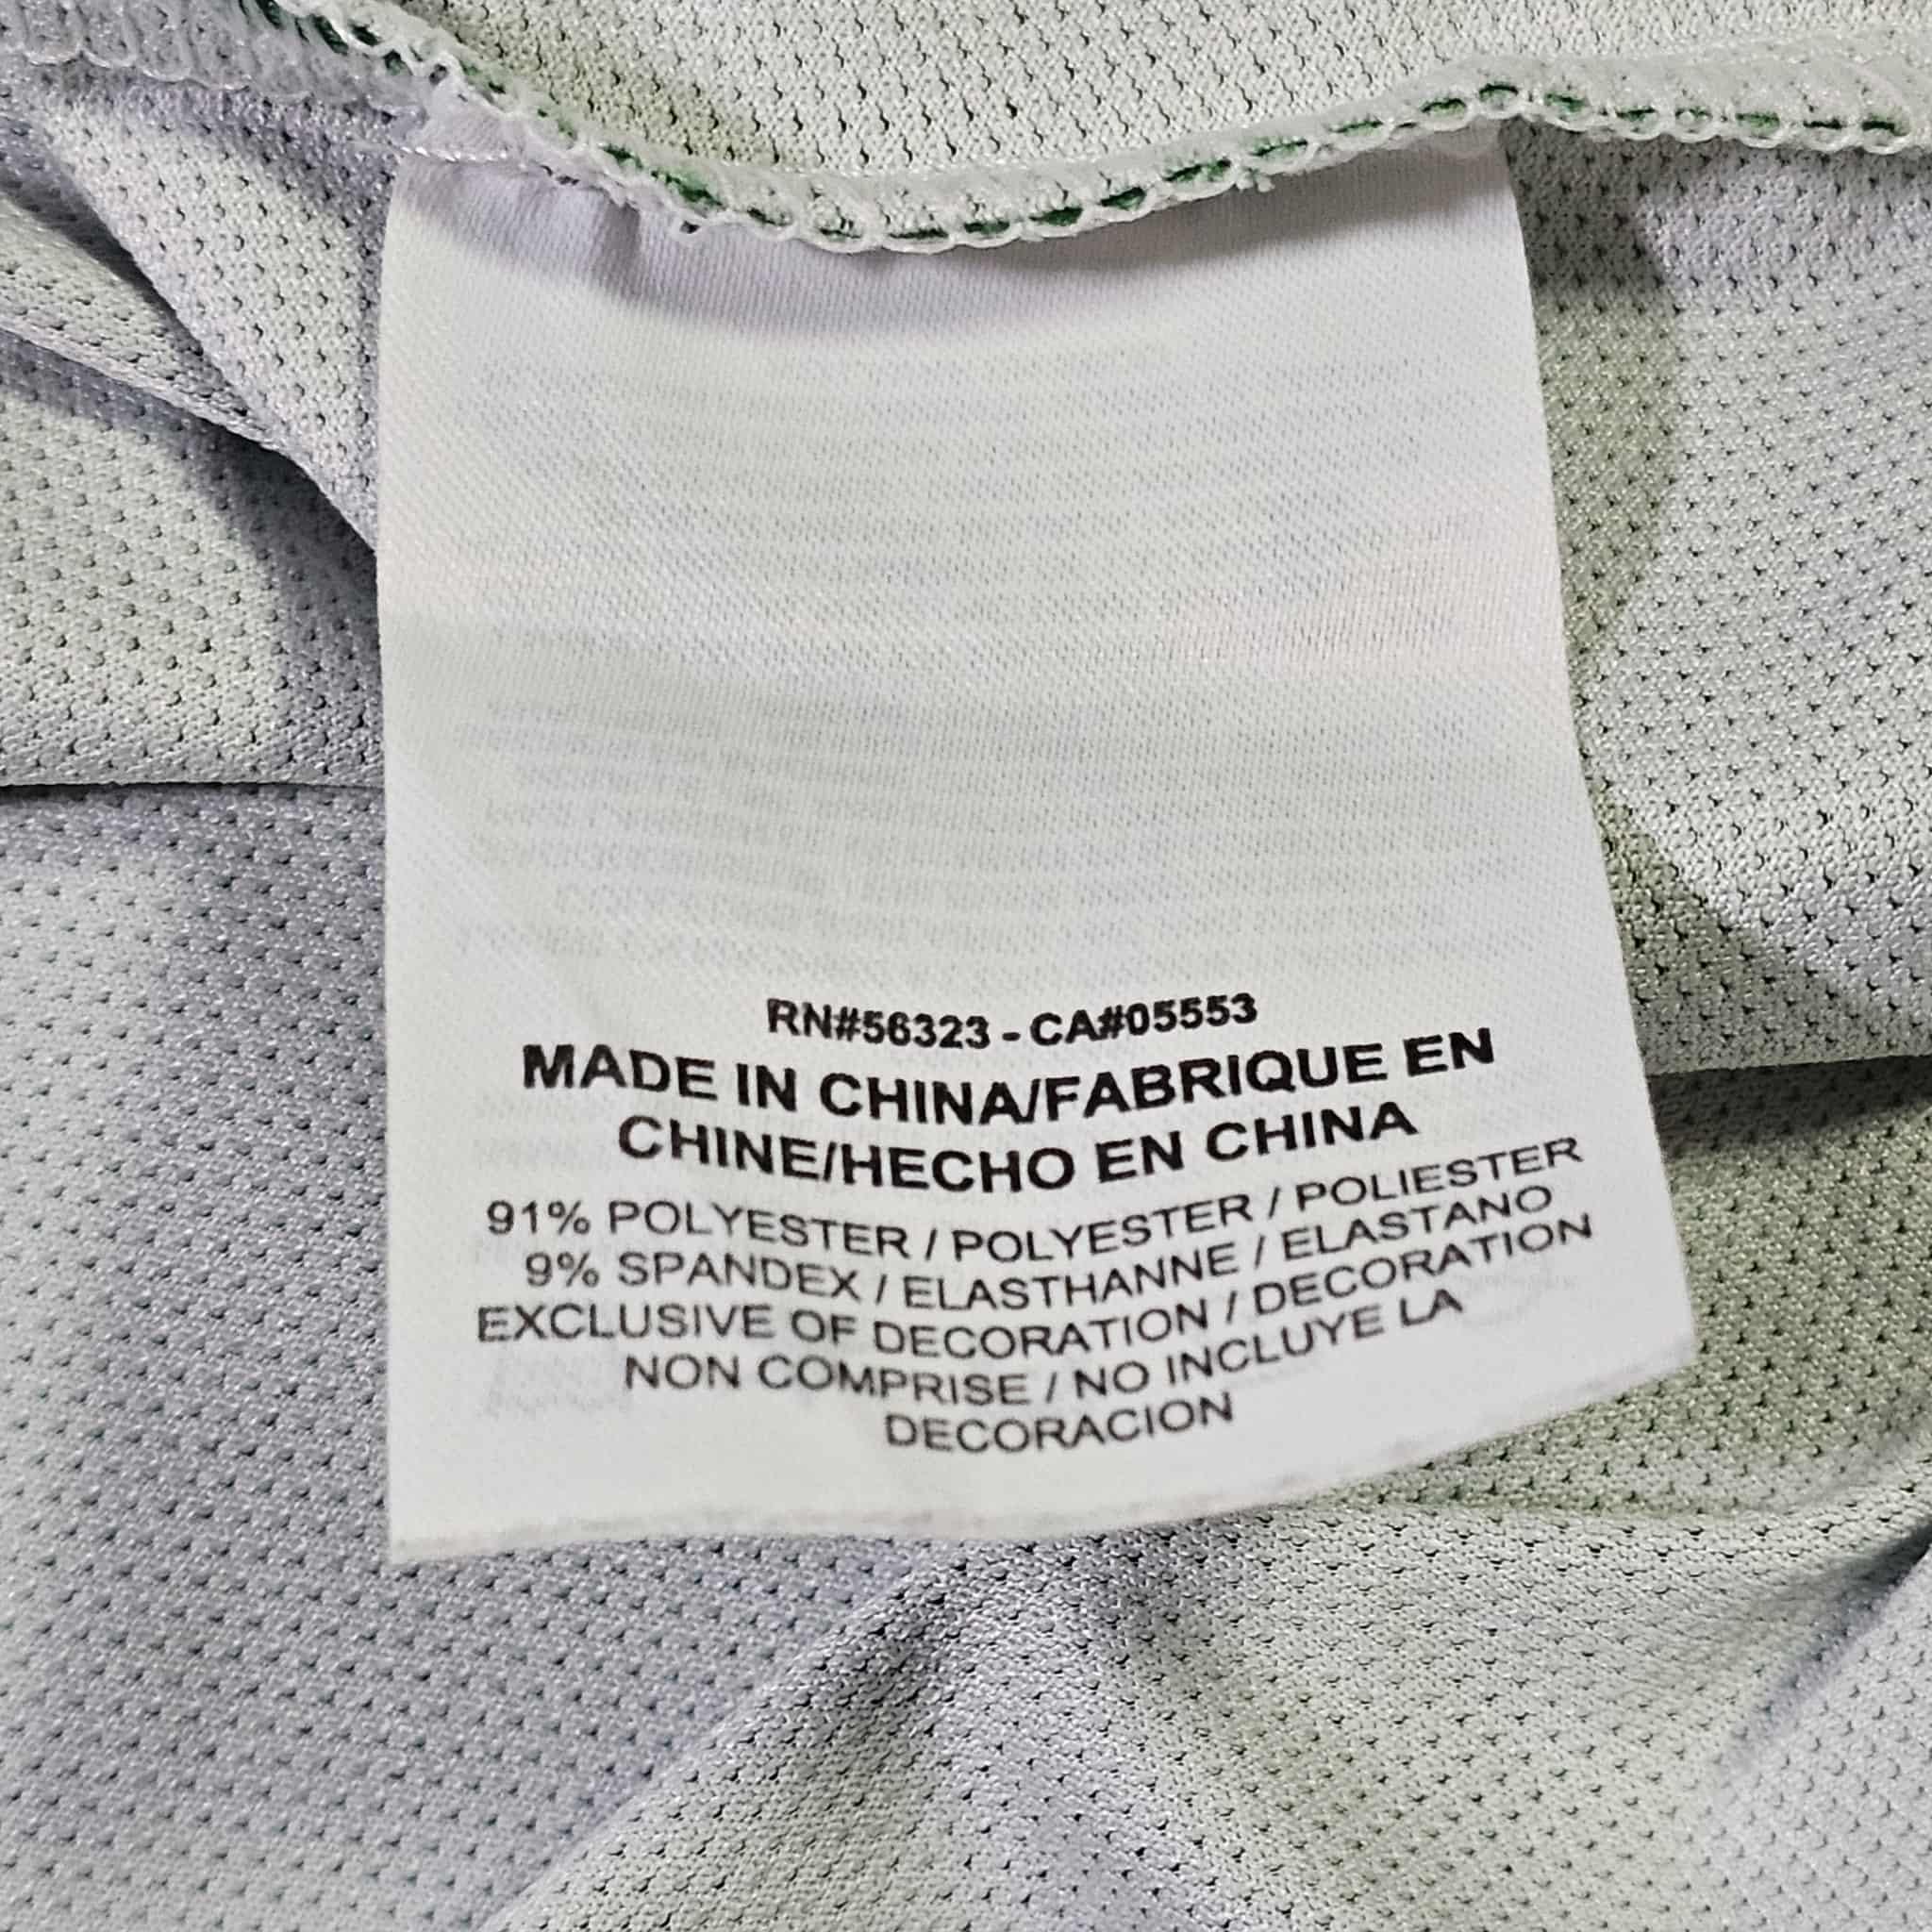 RN#56323 - CA#05553
MADE IN CHINA/FABRIQUE EN
CHINE/HECHO EN CHINA
91% POLYESTER / POLYESTER / POLIESTER
9% SPANDEX / ELASTHANNE / ELASTANO
EXCLUSIVE OF DECORATION / DECORATION
NON COMPRISE / NO INCLUYE LA
DECORACION